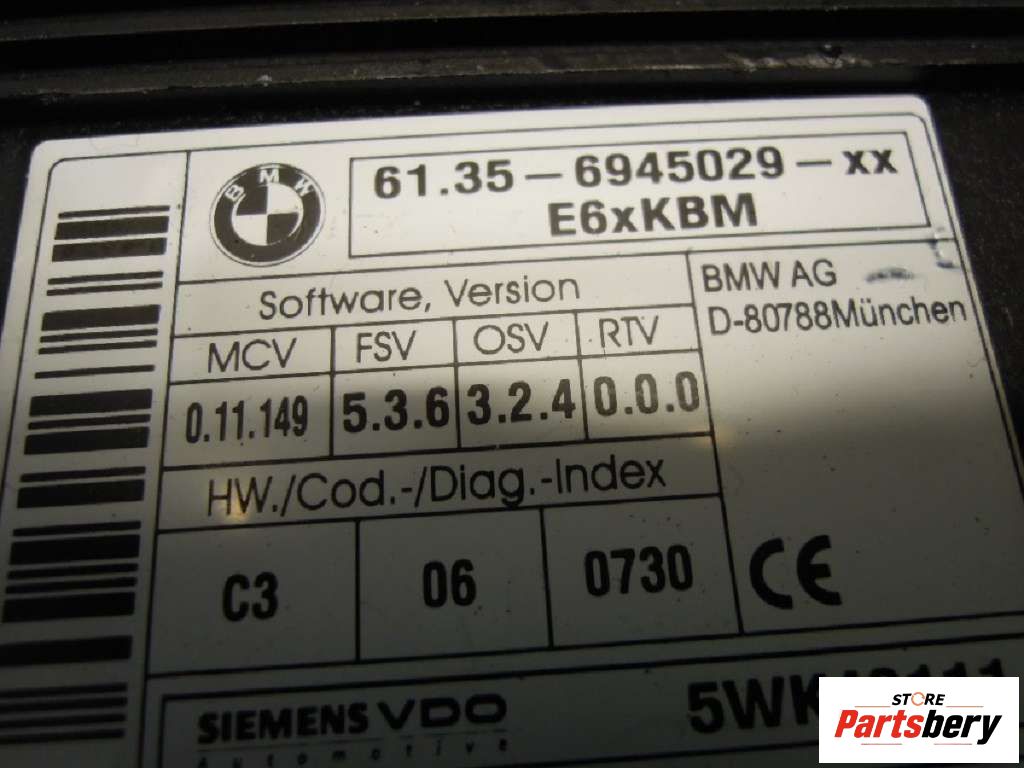 BMW
61.35-6945029-xx
E6xKBM
Software, Version
MCV FSV OSV RTV
0.11.149 5.3.6 3.2.4 0.0.0
BMW AG
D-80788München
HW./Cod.-/Diag.-Index
C3 06 0730
CE
SIEMENS VDO
Automotive
STORE
Partsbery